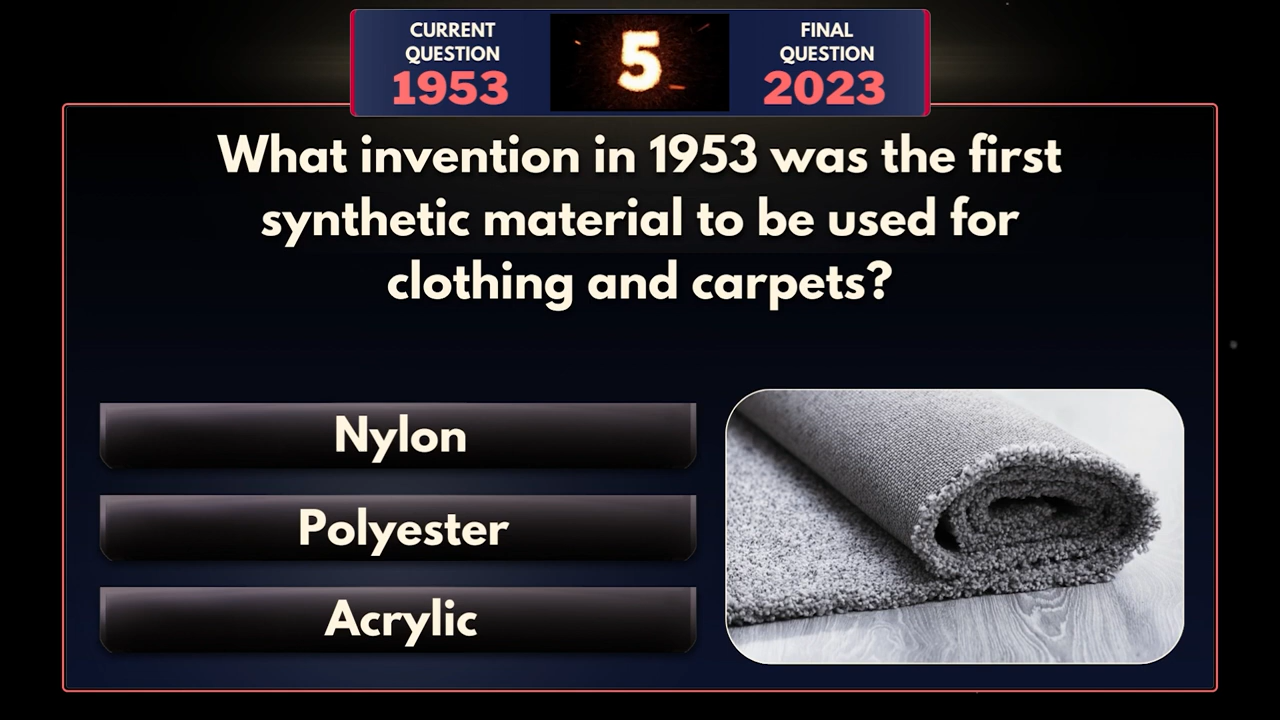 CURRENT
QUESTION
1953
5
FINAL
QUESTION
2023
What invention in 1953 was the first
synthetic material to be used for
clothing and carpets?
Nylon
Polyester
Acrylic